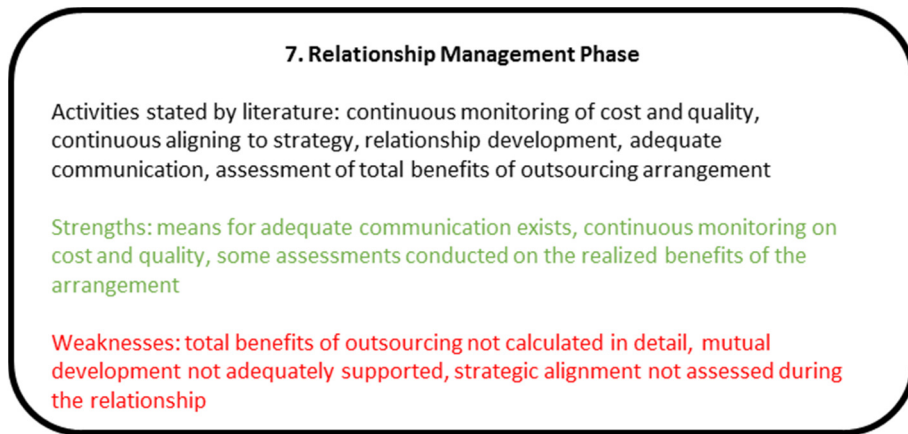 7. Relationship Management Phase
Activities stated by literature: continuous monitoring of cost and quality,
continuous aligning to strategy, relationship development, adequate
communication, assessment of total benefits of outsourcing arrangement
Strengths: means for adequate communication exists, continuous monitoring on
cost and quality, some assessments conducted on the realized benefits of the
arrangement
Weaknesses: total benefits of outsourcing not calculated in detail, mutual
development not adequately supported, strategic alignment not assessed during
the relationship